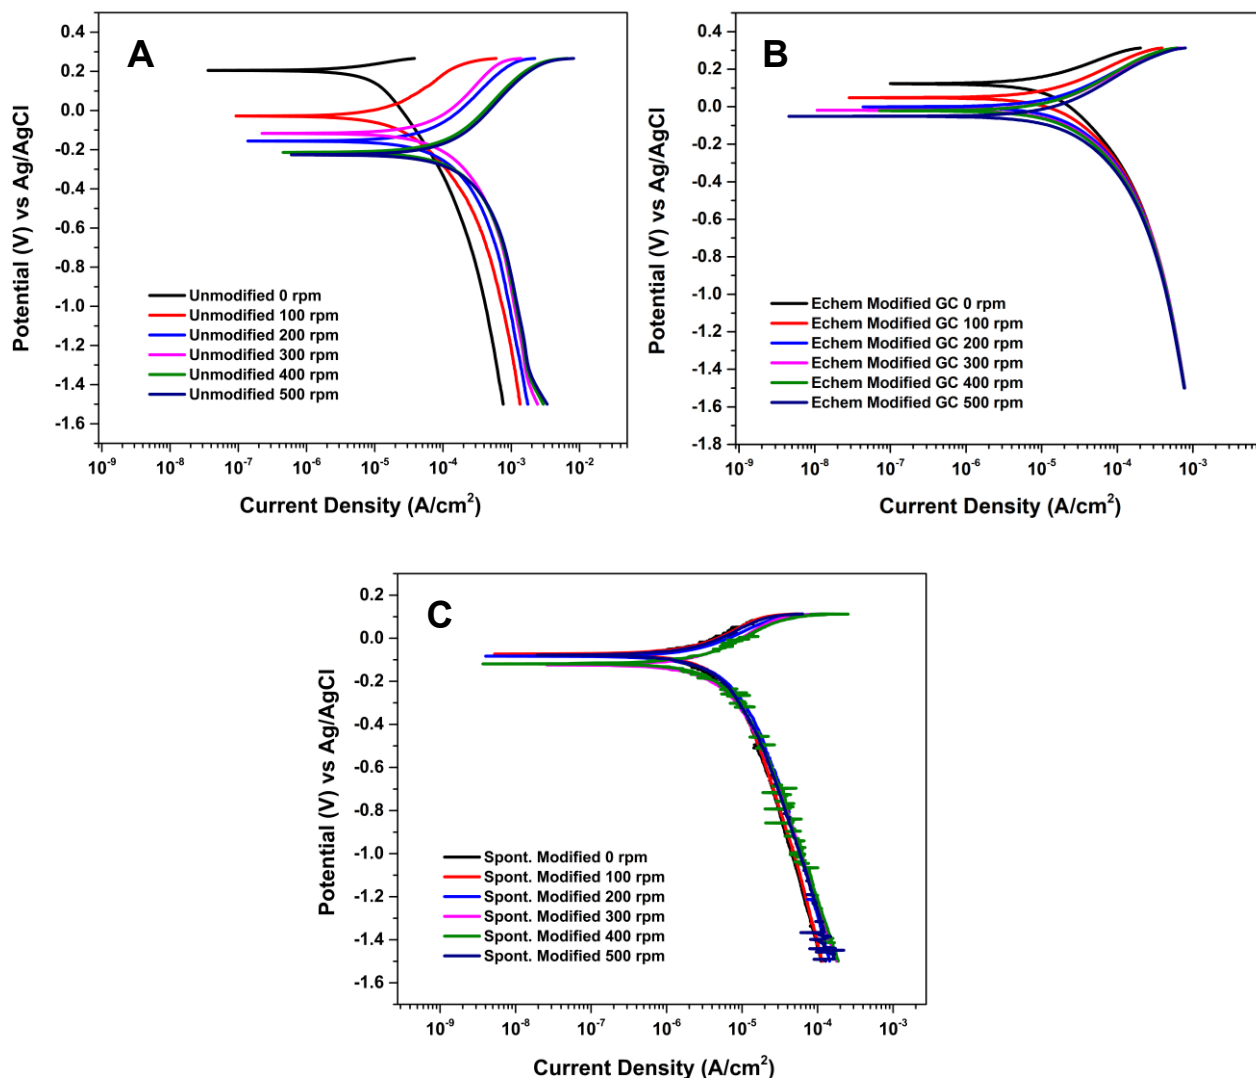 A
0.4
0.2
0.0
-0.2
-0.4
-0.6
-0.8
-1.0
-1.2
-1.4
-1.6
Potential (V) vs Ag/AgCl
Unmodified 0 rpm
Unmodified 100 rpm
Unmodified 200 rpm
Unmodified 300 rpm
Unmodified 400 rpm
Unmodified 500 rpm
10⁻⁹ 10⁻⁸ 10⁻⁷ 10⁻⁶ 10⁻⁵ 10⁻⁴ 10⁻³ 10⁻²
Current Density (A/cm²)
B
0.4
0.2
0.0
-0.2
-0.4
-0.6
-0.8
-1.0
-1.2
-1.4
-1.6
-1.8
Potential (V) vs Ag/AgCl
Echem Modified GC 0 rpm
Echem Modified GC 100 rpm
Echem Modified GC 200 rpm
Echem Modified GC 300 rpm
Echem Modified GC 400 rpm
Echem Modified GC 500 rpm
10⁻⁹ 10⁻⁸ 10⁻⁷ 10⁻⁶ 10⁻⁵ 10⁻⁴ 10⁻³
Current Density (A/cm²)
C
0.2
0.0
-0.2
-0.4
-0.6
-0.8
-1.0
-1.2
-1.4
-1.6
Potential (V) vs Ag/AgCl
Spont. Modified 0 rpm
Spont. Modified 100 rpm
Spont. Modified 200 rpm
Spont. Modified 300 rpm
Spont. Modified 400 rpm
Spont. Modified 500 rpm
10⁻⁹ 10⁻⁸ 10⁻⁷ 10⁻⁶ 10⁻⁵ 10⁻⁴ 10⁻³
Current Density (A/cm²)